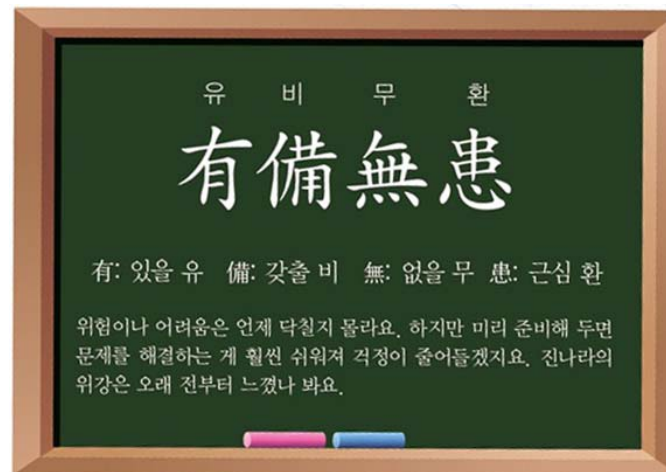 유 비 무 환
有備無患
有: 있을 유 備: 갖출 비 無: 없을 무 患: 근심 환
위험이나 어려움은 언제 닥칠지 몰라요. 하지만 미리 준비해 두면
문제를 해결하는 게 훨씬 쉬워져 걱정이 줄어들겠지요. 진나라의
위강은 오래 전부터 느꼈나 봐요.